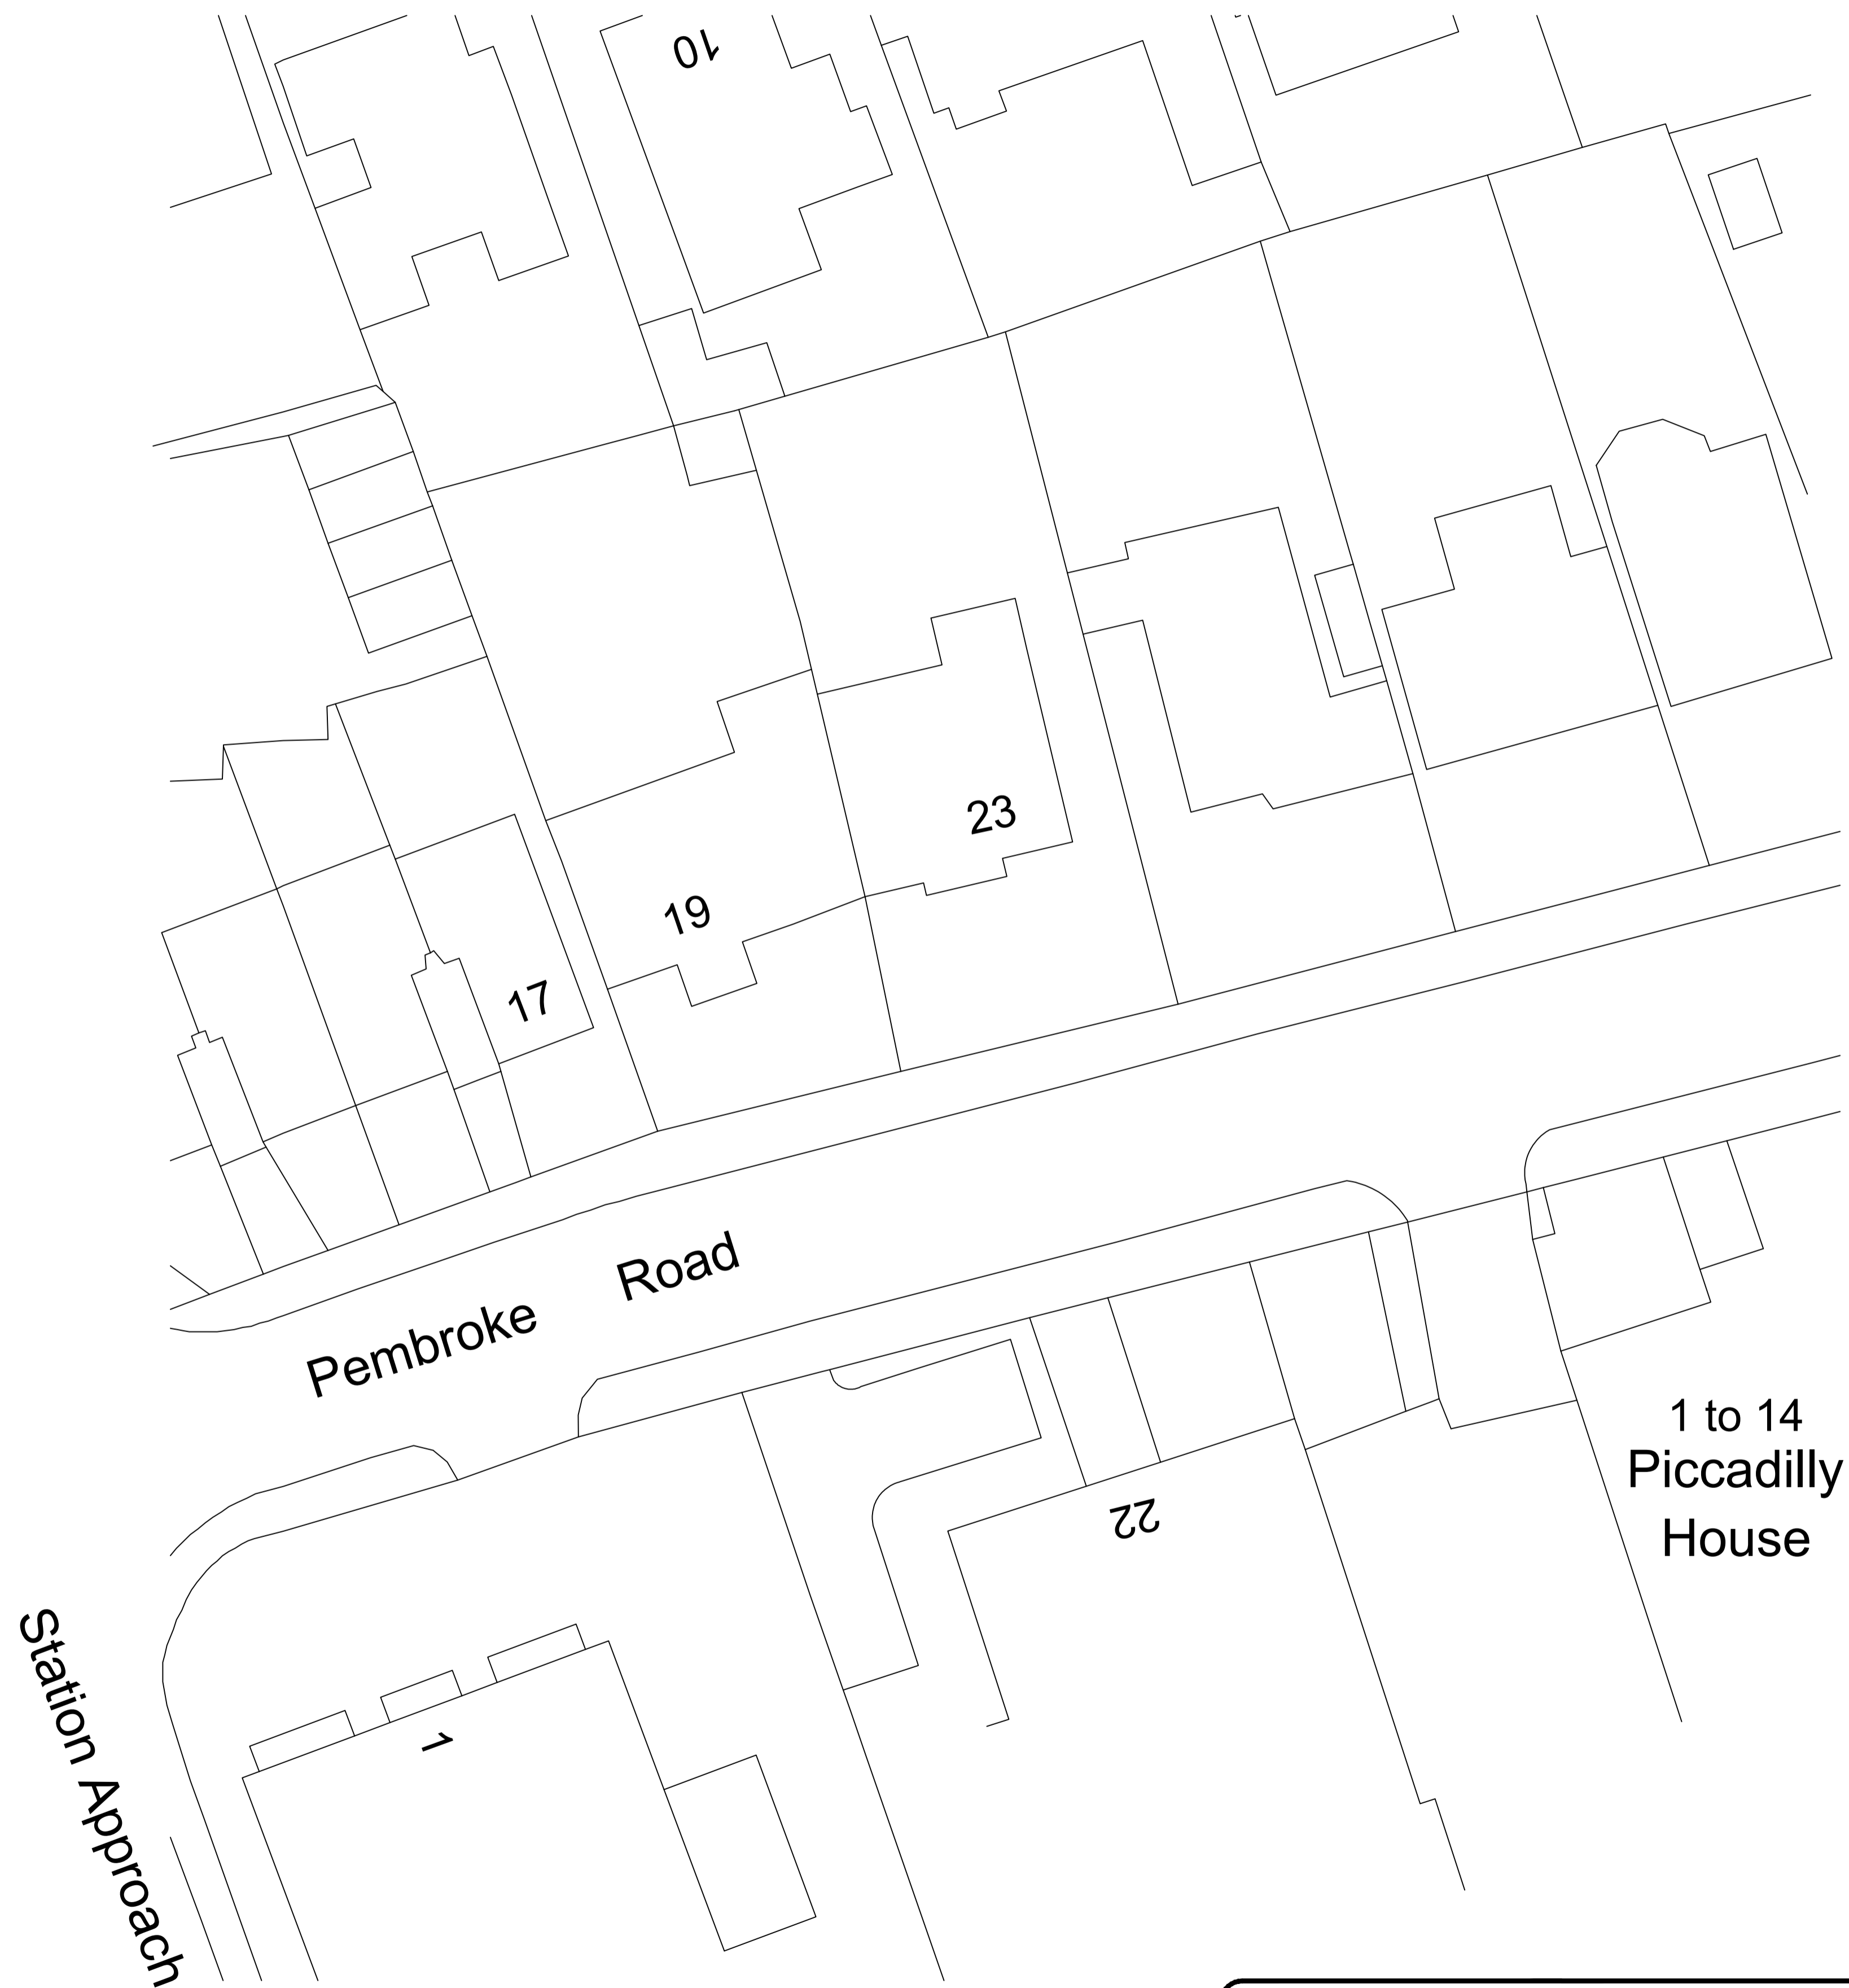 10
23
19
17
Pembroke Road
22
1 to 14
Piccadilly
House
1
Station Approach